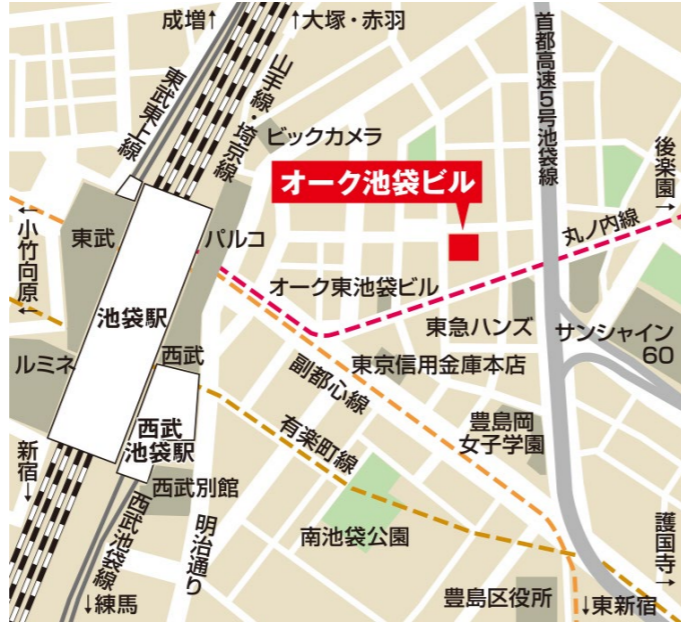 成増↑
↑大塚・赤羽
東武東上線
山手線・埼京線
首都高速5号池袋線
ビックカメラ
後楽園→
オーク池袋ビル
←小竹向原
東武
パルコ
丸ノ内線
オーク東池袋ビル
池袋駅
東急ハンズ
サンシャイン
60
ルミネ
西武
副都心線
東京信用金庫本店
西武
池袋駅
有楽町線
豊島岡
女子学園
新宿→
西武別館
明治通り
南池袋公園
護国寺→
西武池袋線
↓練馬
豊島区役所
↓東新宿